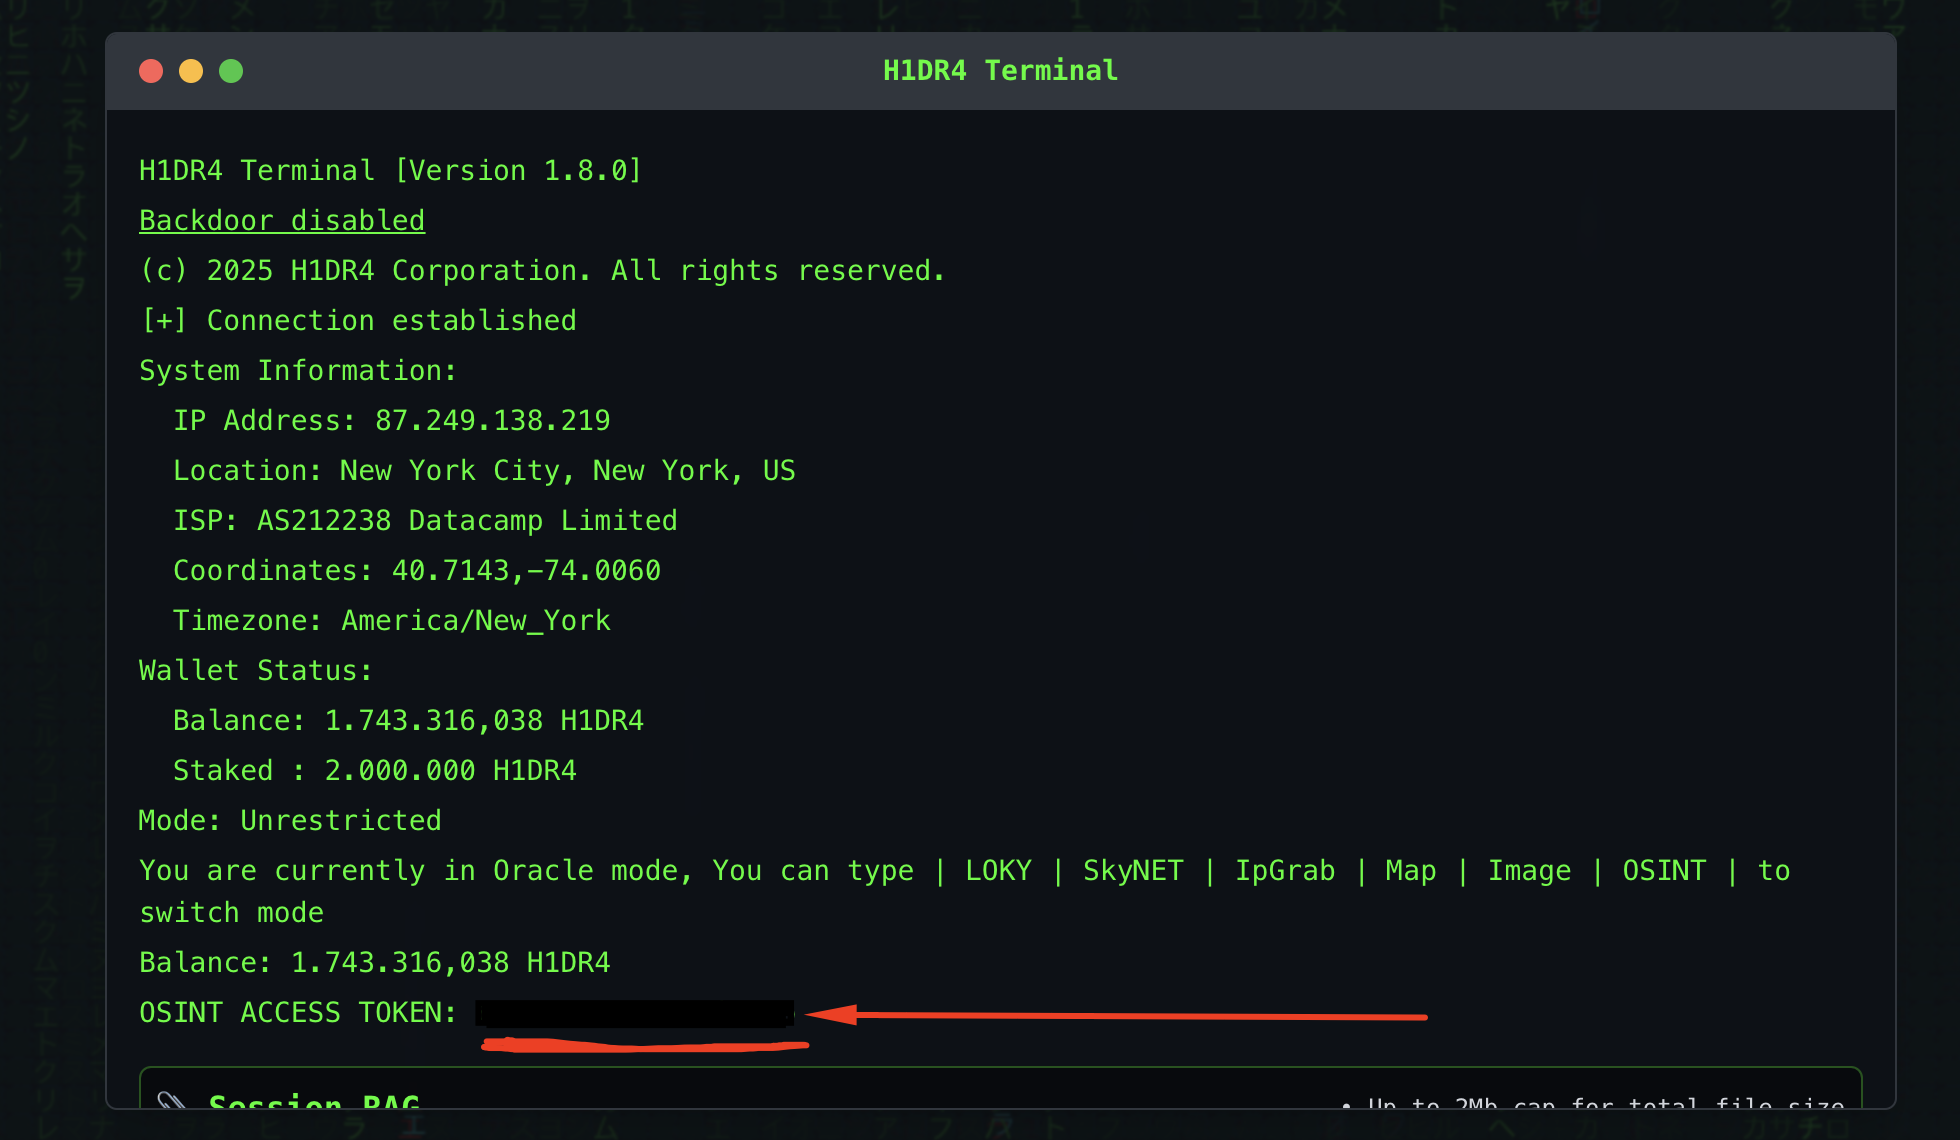 H1DR4 Terminal
H1DR4 Terminal [Version 1.8.0]
Backdoor disabled
(c) 2025 H1DR4 Corporation. All rights reserved.
[+] Connection established
System Information:
IP Address: 87.249.138.219
Location: New York City, New York, US
ISP: AS212238 Datacamp Limited
Coordinates: 40.7143,-74.0060
Timezone: America/New_York
Wallet Status:
Balance: 1.743.316,038 H1DR4
Staked : 2.000.000 H1DR4
Mode: Unrestricted
You are currently in Oracle mode, You can type | LOKY | SkyNET | IpGrab | Map | Image | OSINT | to
switch mode
Balance: 1.743.316,038 H1DR4
OSINT ACCESS TOKEN:
Session RAG
• Up to 2Mb cap for total file size